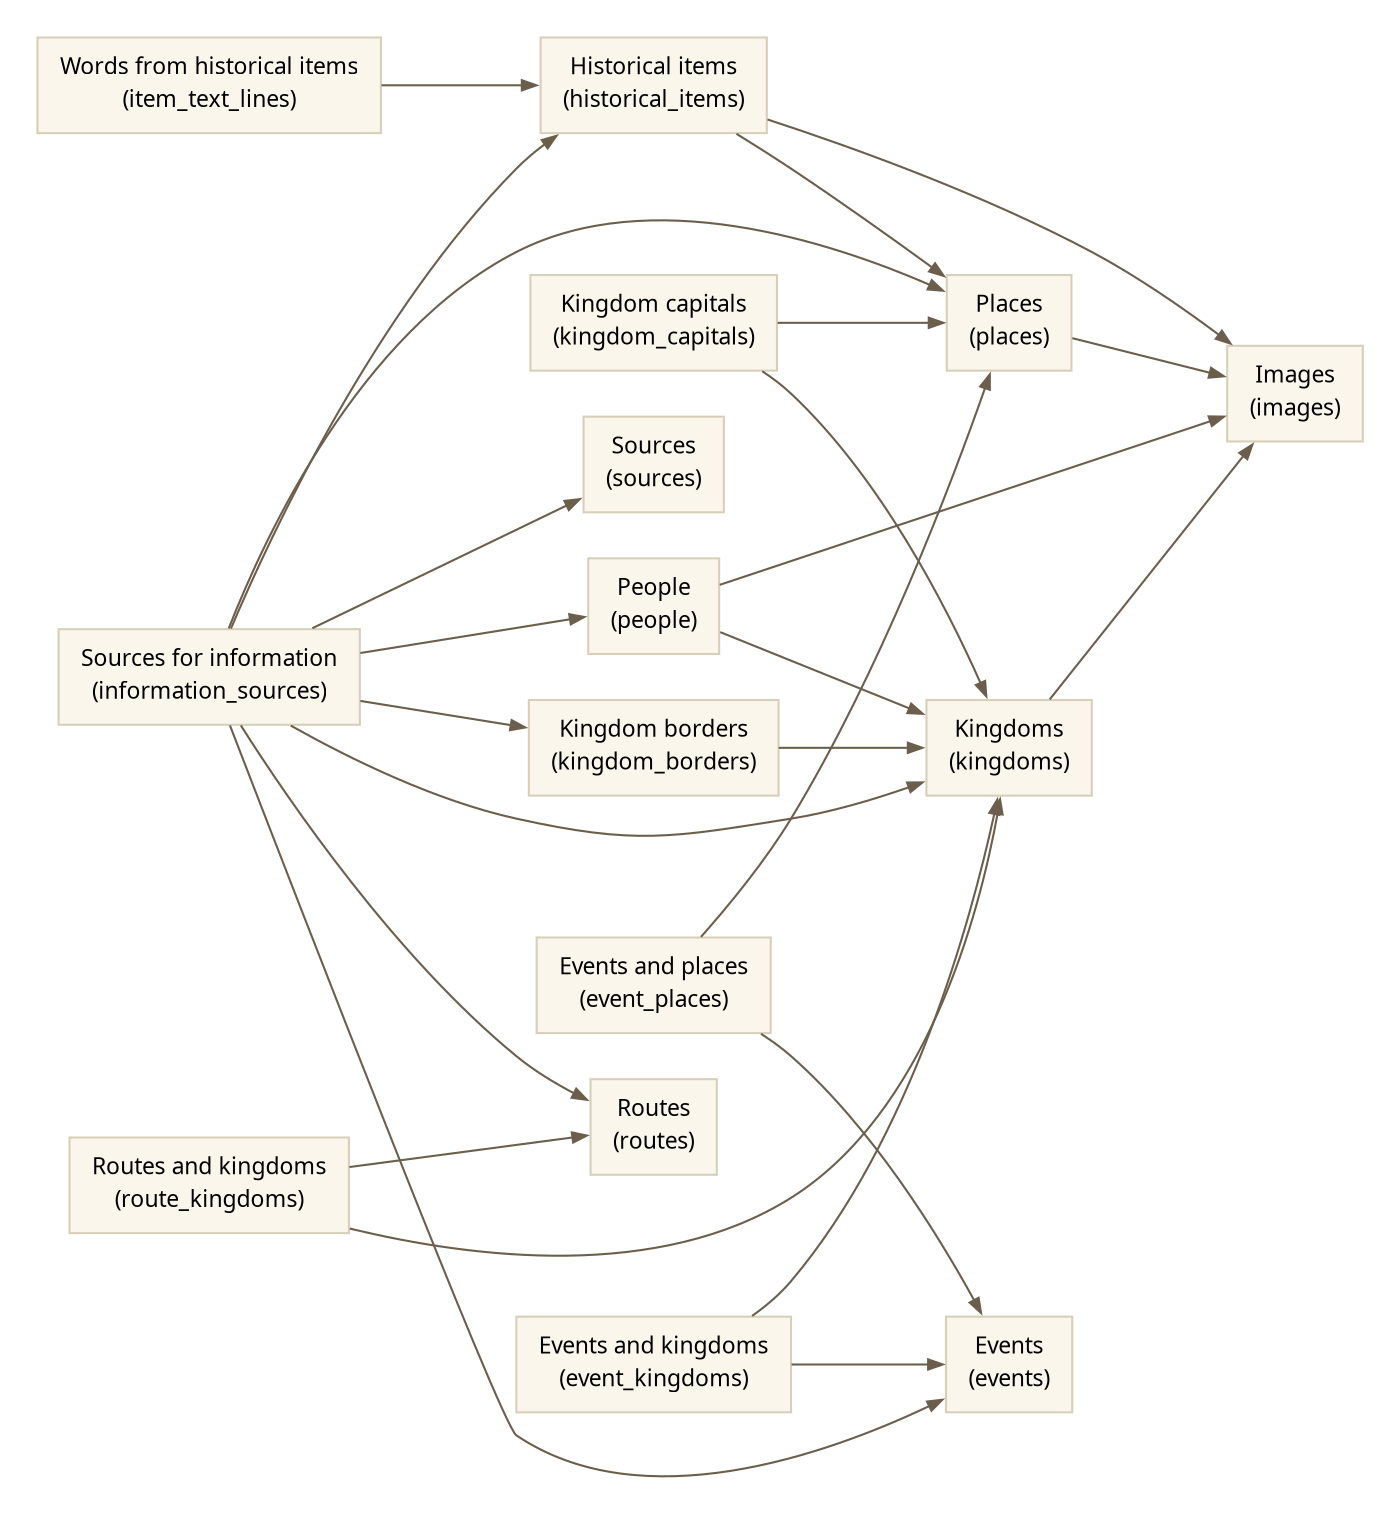 Words from historical items
(item_text_lines)
Historical items
(historical_items)
Kingdom capitals
(kingdom_capitals)
Places
(places)
Images
(images)
Sources
(sources)
People
(people)
Sources for information
(information_sources)
Kingdom borders
(kingdom_borders)
Kingdoms
(kingdoms)
Events and places
(event_places)
Routes
(routes)
Routes and kingdoms
(route_kingdoms)
Events and kingdoms
(event_kingdoms)
Events
(events)